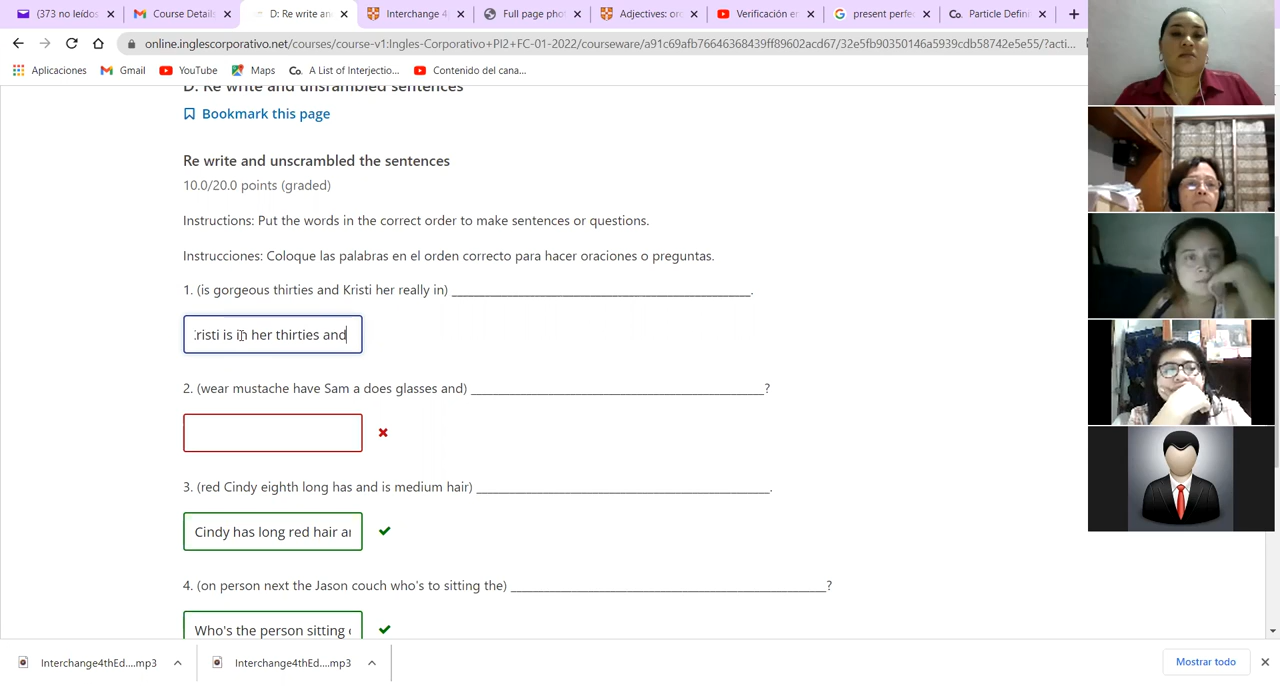 (373 no leídos
Course Details
D: Re write an
Interchange 4
Full page pho
Adjectives: or
Verificación e
present perfe
Particle Defini
online.inglescorporativo.net/courses/course-v1:Ingles-Corporativo+PI2+FC-01-2022/courseware/a91c69afb76646368439ff89602acd67/32e5fb90350146a5939cdb58742e5e55/?acti...
Aplicaciones
Gmail
YouTube
Maps
Co. A List of Interjectio...
Contenido del cana...
D: Re write and unsrambled sentences
Bookmark this page
Re write and unscrambled the sentences
10.0/20.0 points (graded)
Instructions: Put the words in the correct order to make sentences or questions.
Instrucciones: Coloque las palabras en el orden correcto para hacer oraciones o preguntas.
1. (is gorgeous thirties and Kristi her really in) ______________________________________________.
risti is in her thirties and
2. (wear mustache have Sam a does glasses and) ______________________________________________?
3. (red Cindy eighth long has and is medium hair) ______________________________________________.
Cindy has long red hair a
4. (on person next the Jason couch who's to sitting the) ______________________________________________?
Who's the person sitting
Interchange4thEd....mp3
Interchange4thEd....mp3
Mostrar todo